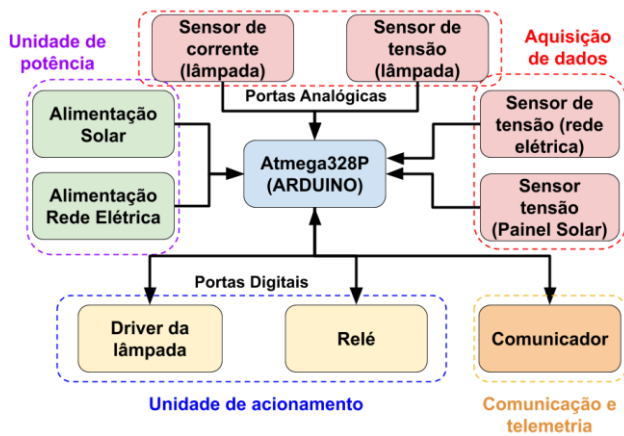 Unidade de
potência
Sensor de
corrente
(lâmpada)
Sensor de
tensão
(lâmpada)
Aquisição
de dados
Portas Analógicas
Alimentação
Solar
Alimentação
Rede Elétrica
Atmega328P
(ARDUINO)
Sensor de
tensão (rede
elétrica)
Sensor
tensão
(Painel Solar)
Portas Digitais
Driver da
lâmpada
Relé
Comunicador
Unidade de acionamento
Comunicação e
telemetria